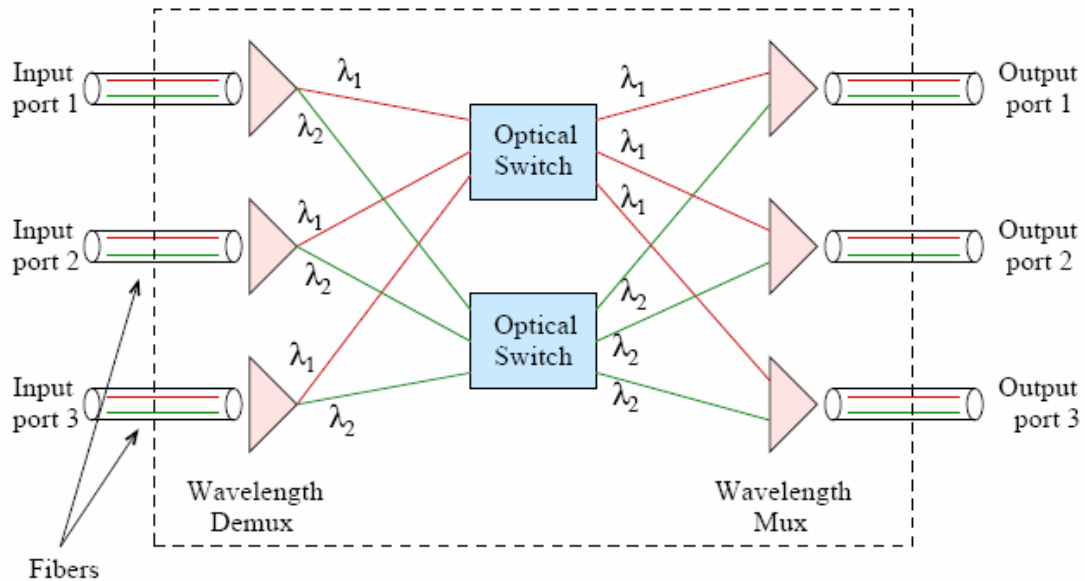 Input
port 1
λ1
λ2
Optical
Switch
λ1
λ1
λ1
Output
port 1
Input
port 2
λ1
λ2
Output
port 2
Input
port 3
λ1
λ2
Optical
Switch
λ2
λ2
λ2
Output
port 3
Wavelength
Demux
Wavelength
Mux
Fibers